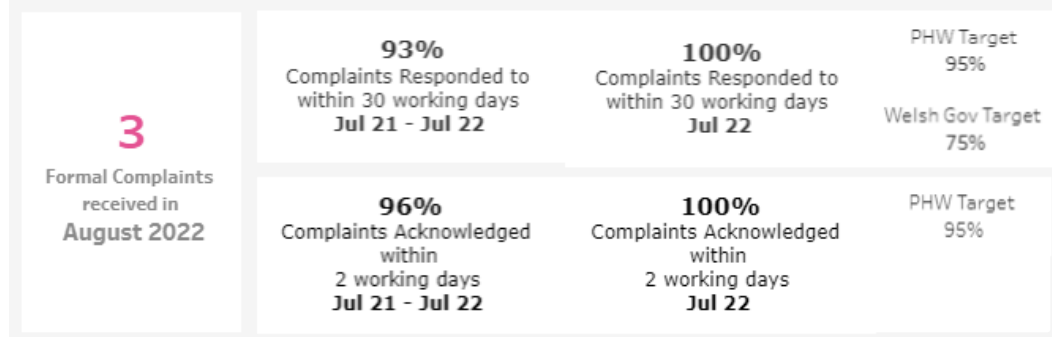 3
Formal Complaints
received in
August 2022
93%
Complaints Responded to
within 30 working days
Jul 21 - Jul 22
100%
Complaints Responded to
within 30 working days
Jul 22
PHW Target
95%
Welsh Gov Target
75%
96%
Complaints Acknowledged
within
2 working days
Jul 21 - Jul 22
100%
Complaints Acknowledged
within
2 working days
Jul 22
PHW Target
95%